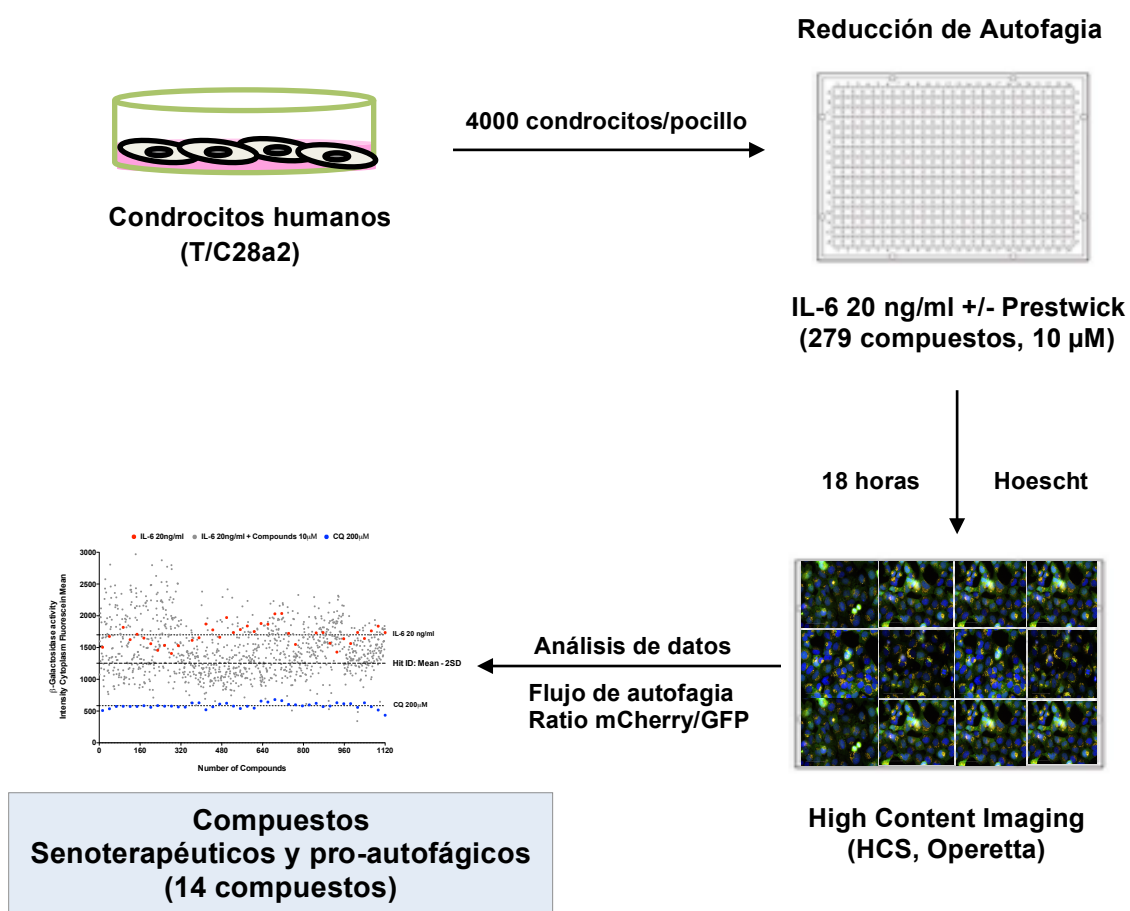 Reducción de Autofagia
4000 condrocitos/pocillo
Condrocitos humanos
(T/C28a2)
IL-6 20 ng/ml +/- Prestwick
(279 compuestos, 10 µM)
18 horas
Hoescht
IL-6 20ng/ml
IL-6 20ng/ml + Compounds 10µM
CQ 200µM
β-Galactosidase activity
Intensity Cytoplasm Fluorescein Mean
3000
2500
2000
1500
1000
500
0
IL-6 20 ng/ml
Hit ID: Mean - 2SD
CQ 200µM
0
160
320
480
640
800
960
1120
Number of Compounds
Análisis de datos
Flujo de autofagia
Ratio mCherry/GFP
High Content Imaging
(HCS, Operetta)
Compuestos
Senoterapéuticos y pro-autofágicos
(14 compuestos)